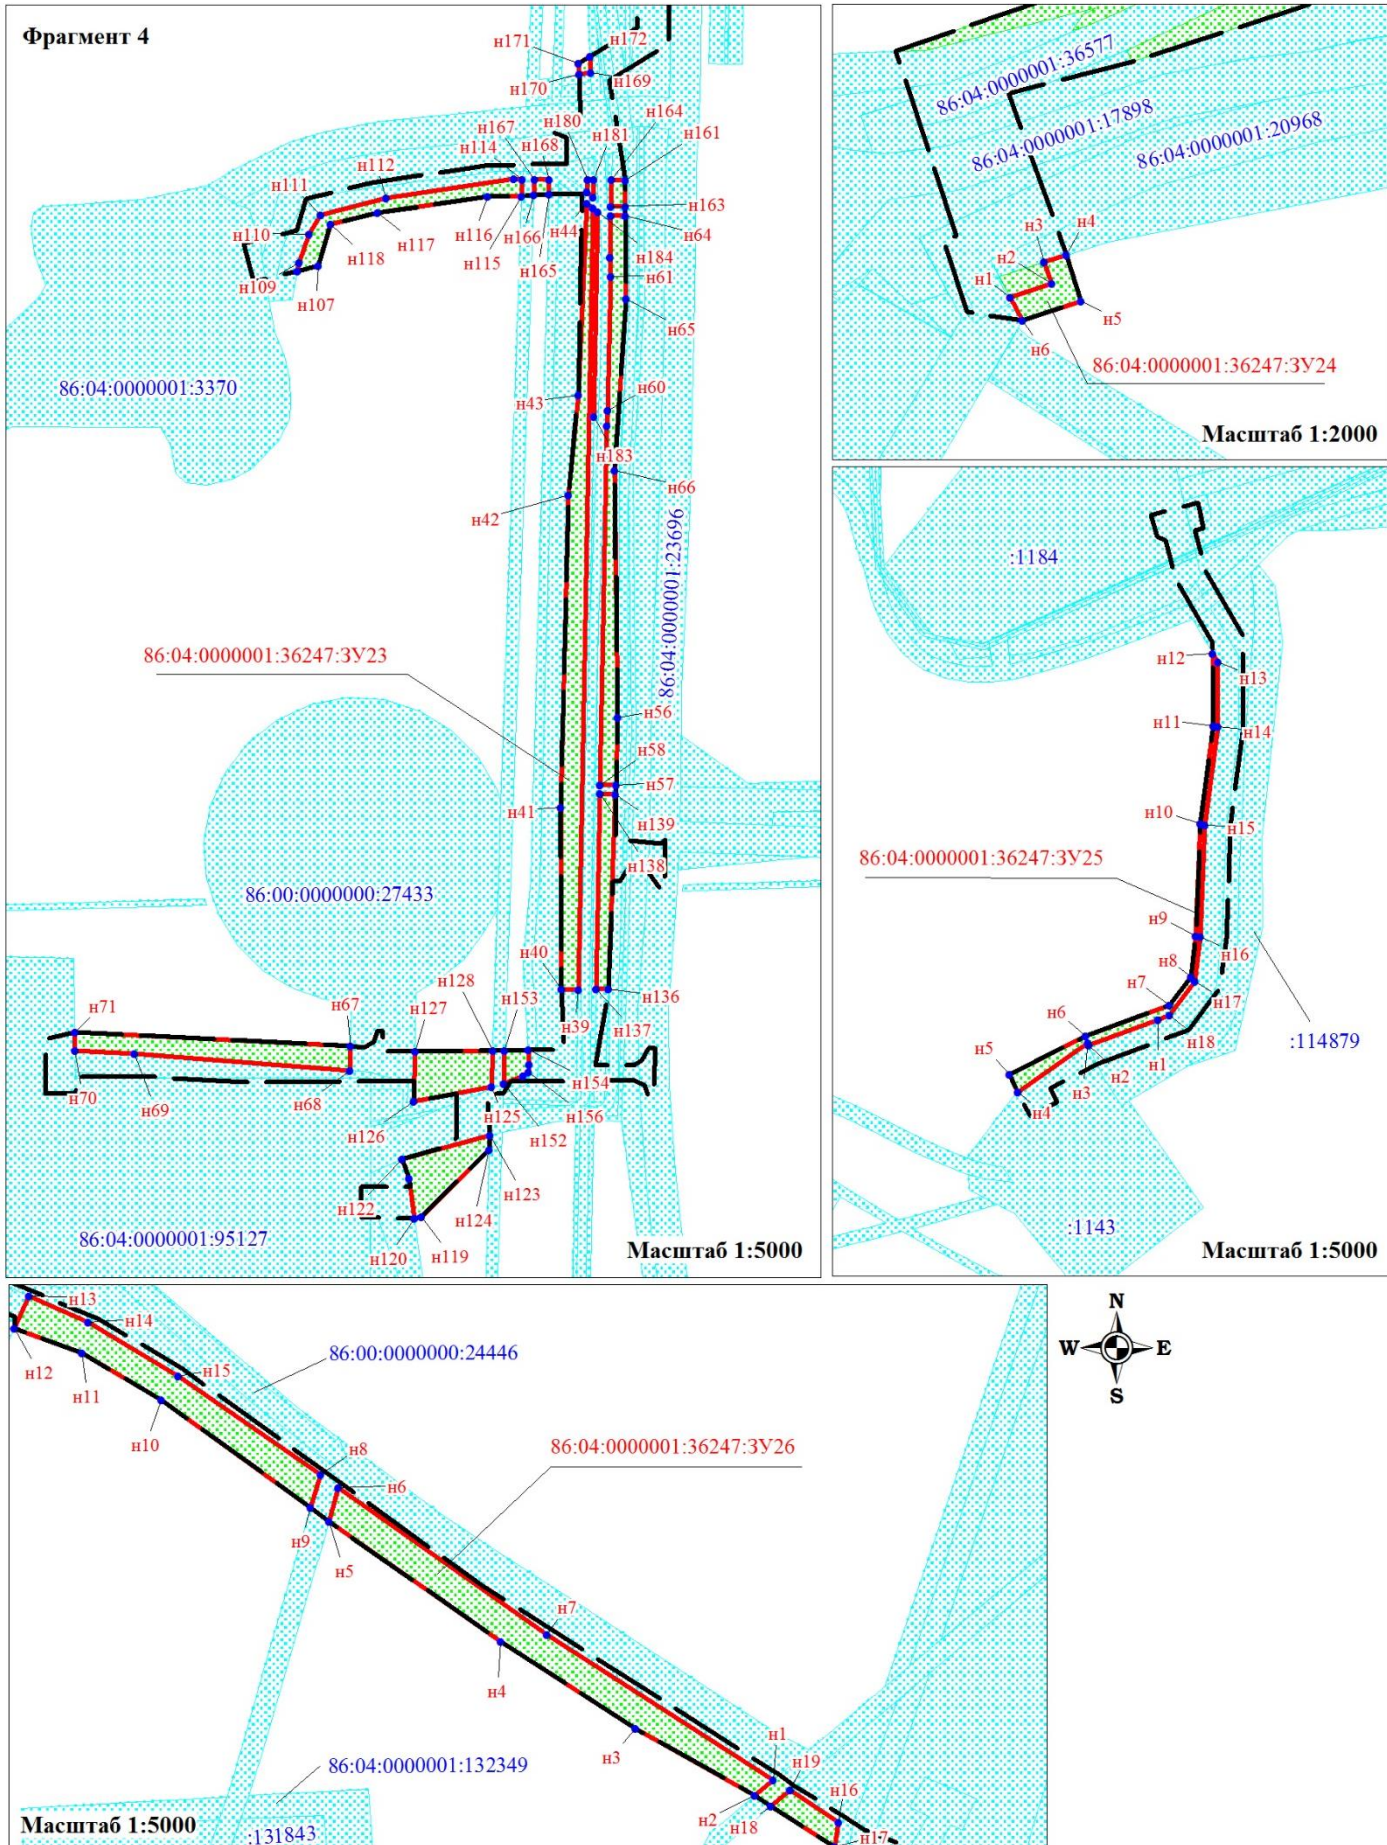 Фрагмент 4
н171
н172
н170
н169
н180
н181
н164
н161
н167
н168
н114
н112
н111
н110
н109
н107
н118
н117
н116
н115
н166
н165
н44
н163
н64
н184
н61
н65
н60
н43
н183
н66
н42
86:04:0000001:3370
86:04:0000001:23696
86:04:0000001:36247:ЗУ23
н56
н58
н57
н41
н139
н138
86:00:0000000:27433
н40
н39
н136
н137
н128
н153
н127
н67
н71
н70
н69
н68
н126
н125
н152
н156
н154
н122
н123
н124
н120
н119
86:04:0000001:95127
Масштаб 1:5000
86:04:0000001:36577
86:04:0000001:17898
86:04:0000001:20968
н3
н4
н2
н1
н5
н6
86:04:0000001:36247:ЗУ24
Масштаб 1:2000
:1184
н12
н13
н11
н14
н10
н15
86:04:0000001:36247:ЗУ25
н9
н16
н8
н7
н17
н6
н18
н5
н1
н2
н3
н4
:114879
:1143
Масштаб 1:5000
н13
н14
н12
н11
н15
н10
86:00:0000000:24446
86:04:0000001:36247:ЗУ26
н8
н6
н9
н5
н7
н4
н3
н1
н19
н16
н2
н18
н17
86:04:0000001:132349
:131843
Масштаб 1:5000
N
W
E
S